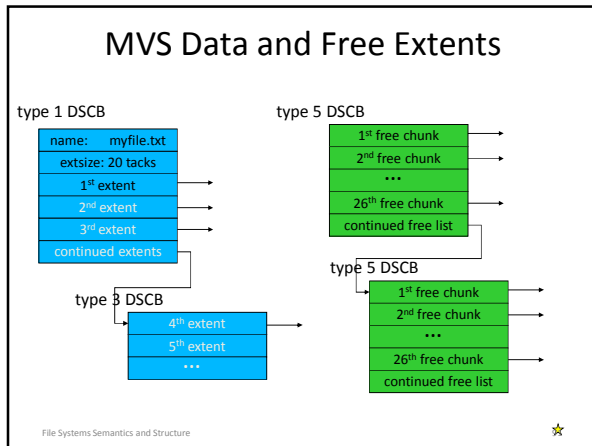 MVS Data and Free Extents
type 1 DSCB
name: myfile.txt
extsize: 20 tacks
1st extent
2nd extent
3rd extent
continued extents
type 3 DSCB
4th extent
5th extent
...
type 5 DSCB
1st free chunk
2nd free chunk
...
26th free chunk
continued free list
type 5 DSCB
1st free chunk
2nd free chunk
...
26th free chunk
continued free list
File Systems Semantics and Structure